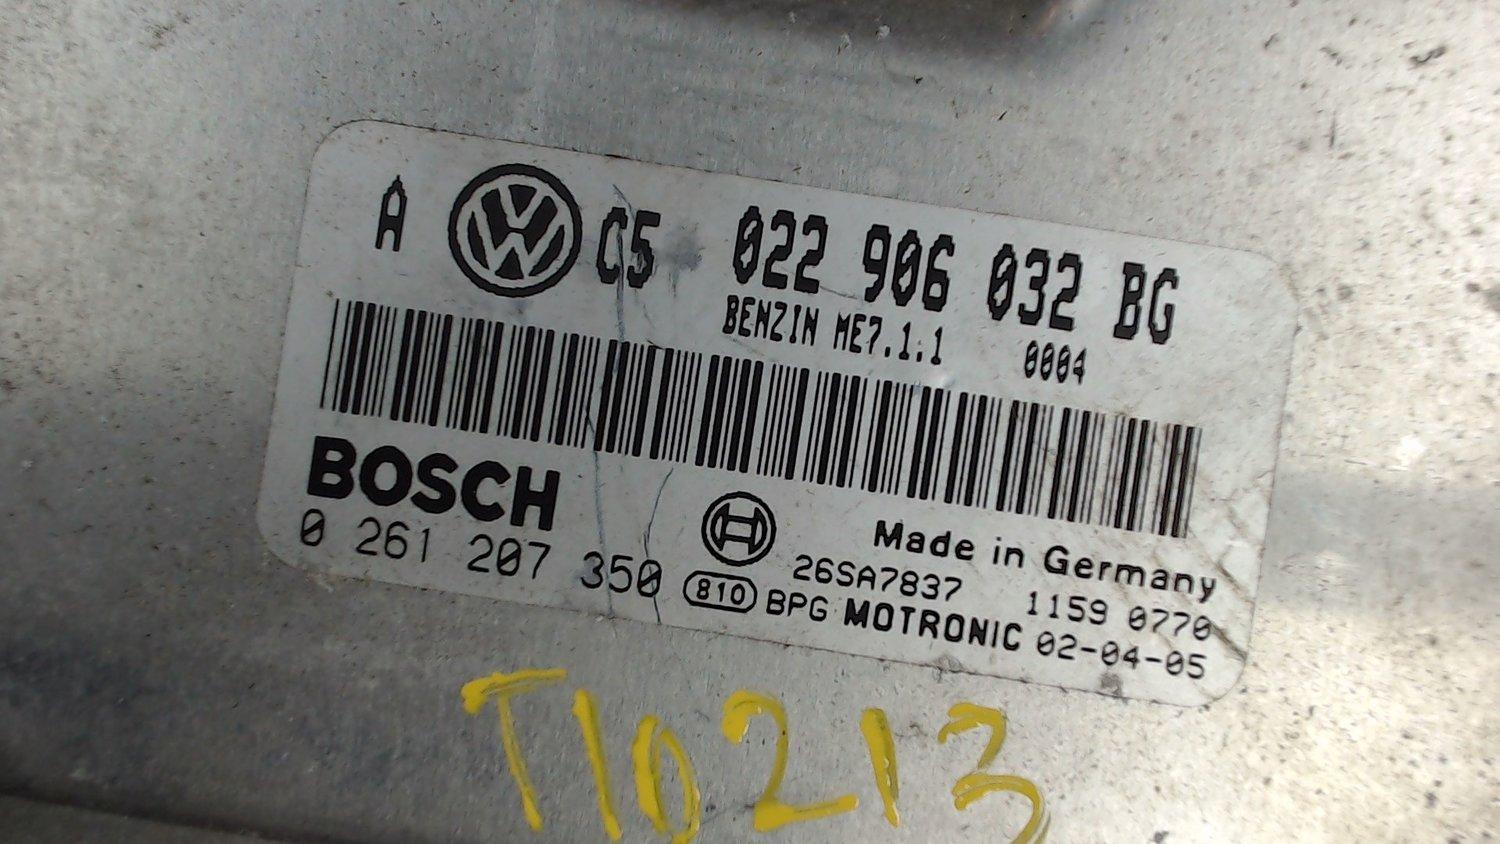 A VW C5 022 906 032 BG
BENZIN ME7.1.1 0004
BOSCH
Made in Germany
0 261 207 350
26SA7837 1159 0770
810 BPG MOTRONIC 02-04-05
T10213